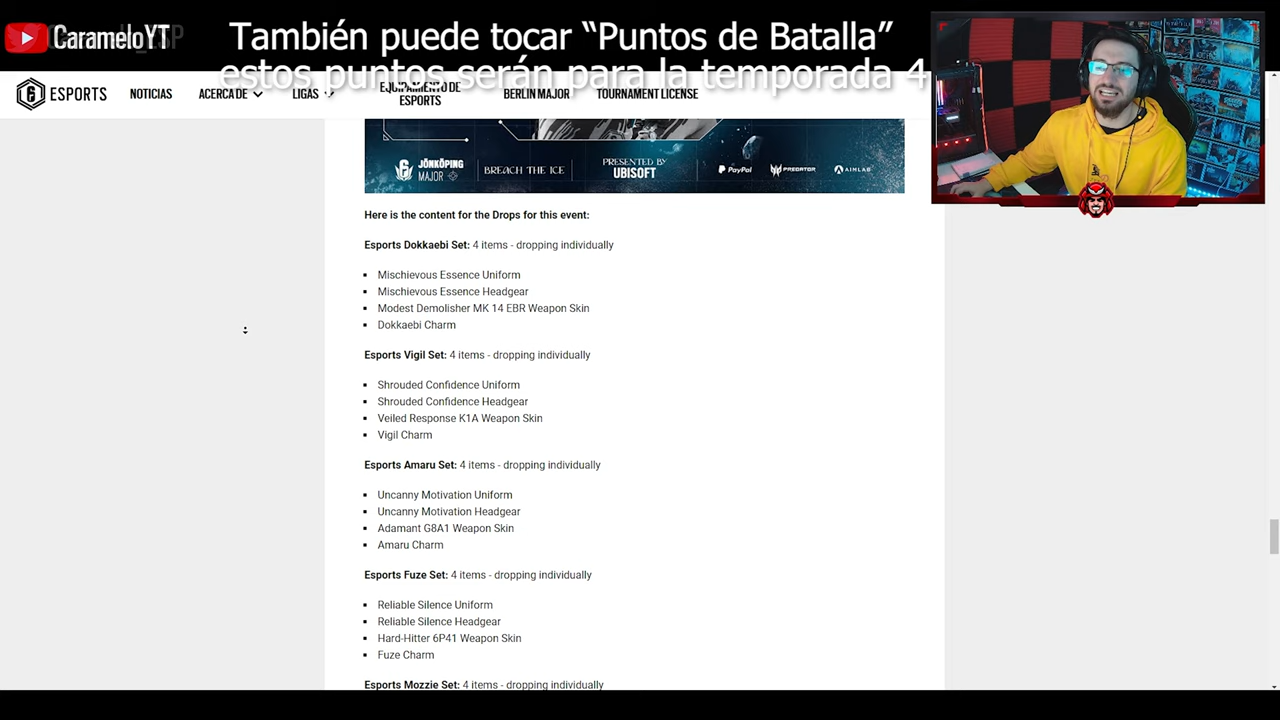 CarameloYT
SP
También puede tocar “Puntos de Batalla”
estos puntos serán para la temporada 4
ESPORTS
NOTICIAS
ACERCA DE
LIGAS
EQUIPAMIENTO DE
ESPORTS
BERLIN MAJOR
TOURNAMENT LICENSE
JÖNKÖPING
MAJOR
BREACH THE ICE
PRESENTED BY
UBISOFT
PayPal
PREDATOR
AIMLAB
Here is the content for the Drops for this event:
Esports Dokkaebi Set: 4 items - dropping individually
▪ Mischievous Essence Uniform
▪ Mischievous Essence Headgear
▪ Modest Demolisher MK 14 EBR Weapon Skin
▪ Dokkaebi Charm
Esports Vigil Set: 4 items - dropping individually
▪ Shrouded Confidence Uniform
▪ Shrouded Confidence Headgear
▪ Veiled Response K1A Weapon Skin
▪ Vigil Charm
Esports Amaru Set: 4 items - dropping individually
▪ Uncanny Motivation Uniform
▪ Uncanny Motivation Headgear
▪ Adamant G8A1 Weapon Skin
▪ Amaru Charm
Esports Fuze Set: 4 items - dropping individually
▪ Reliable Silence Uniform
▪ Reliable Silence Headgear
▪ Hard-Hitter 6P41 Weapon Skin
▪ Fuze Charm
Esports Mozzie Set: 4 items - dropping individually